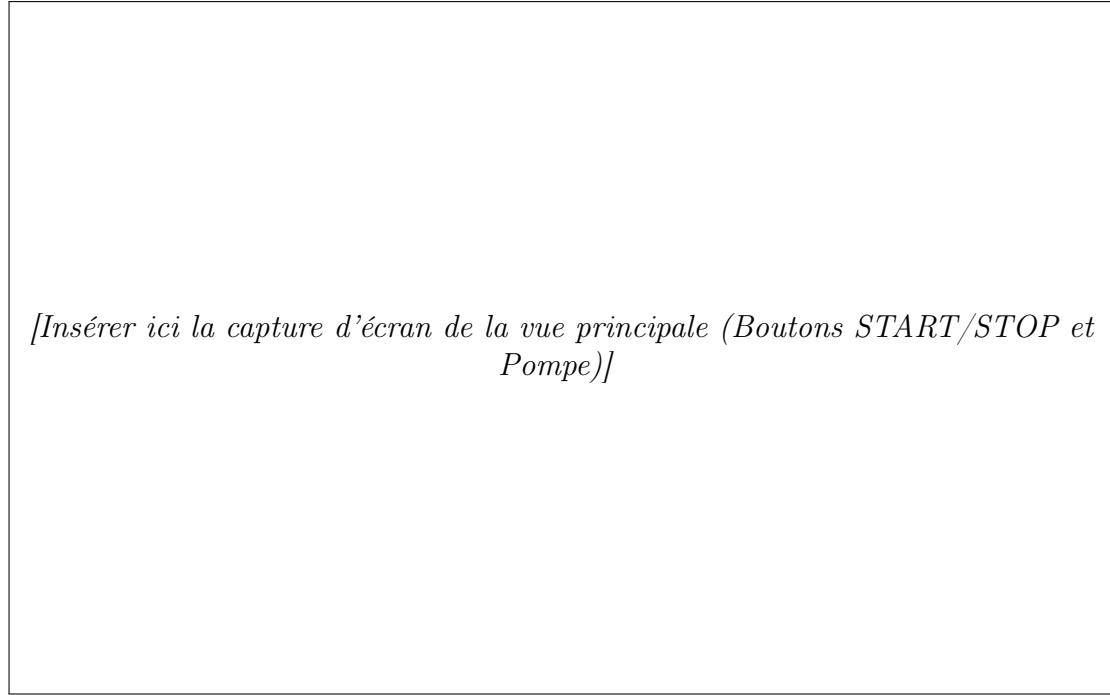 [Insérer ici la capture d'écran de la vue principale (Boutons START/STOP et
Pompe)]